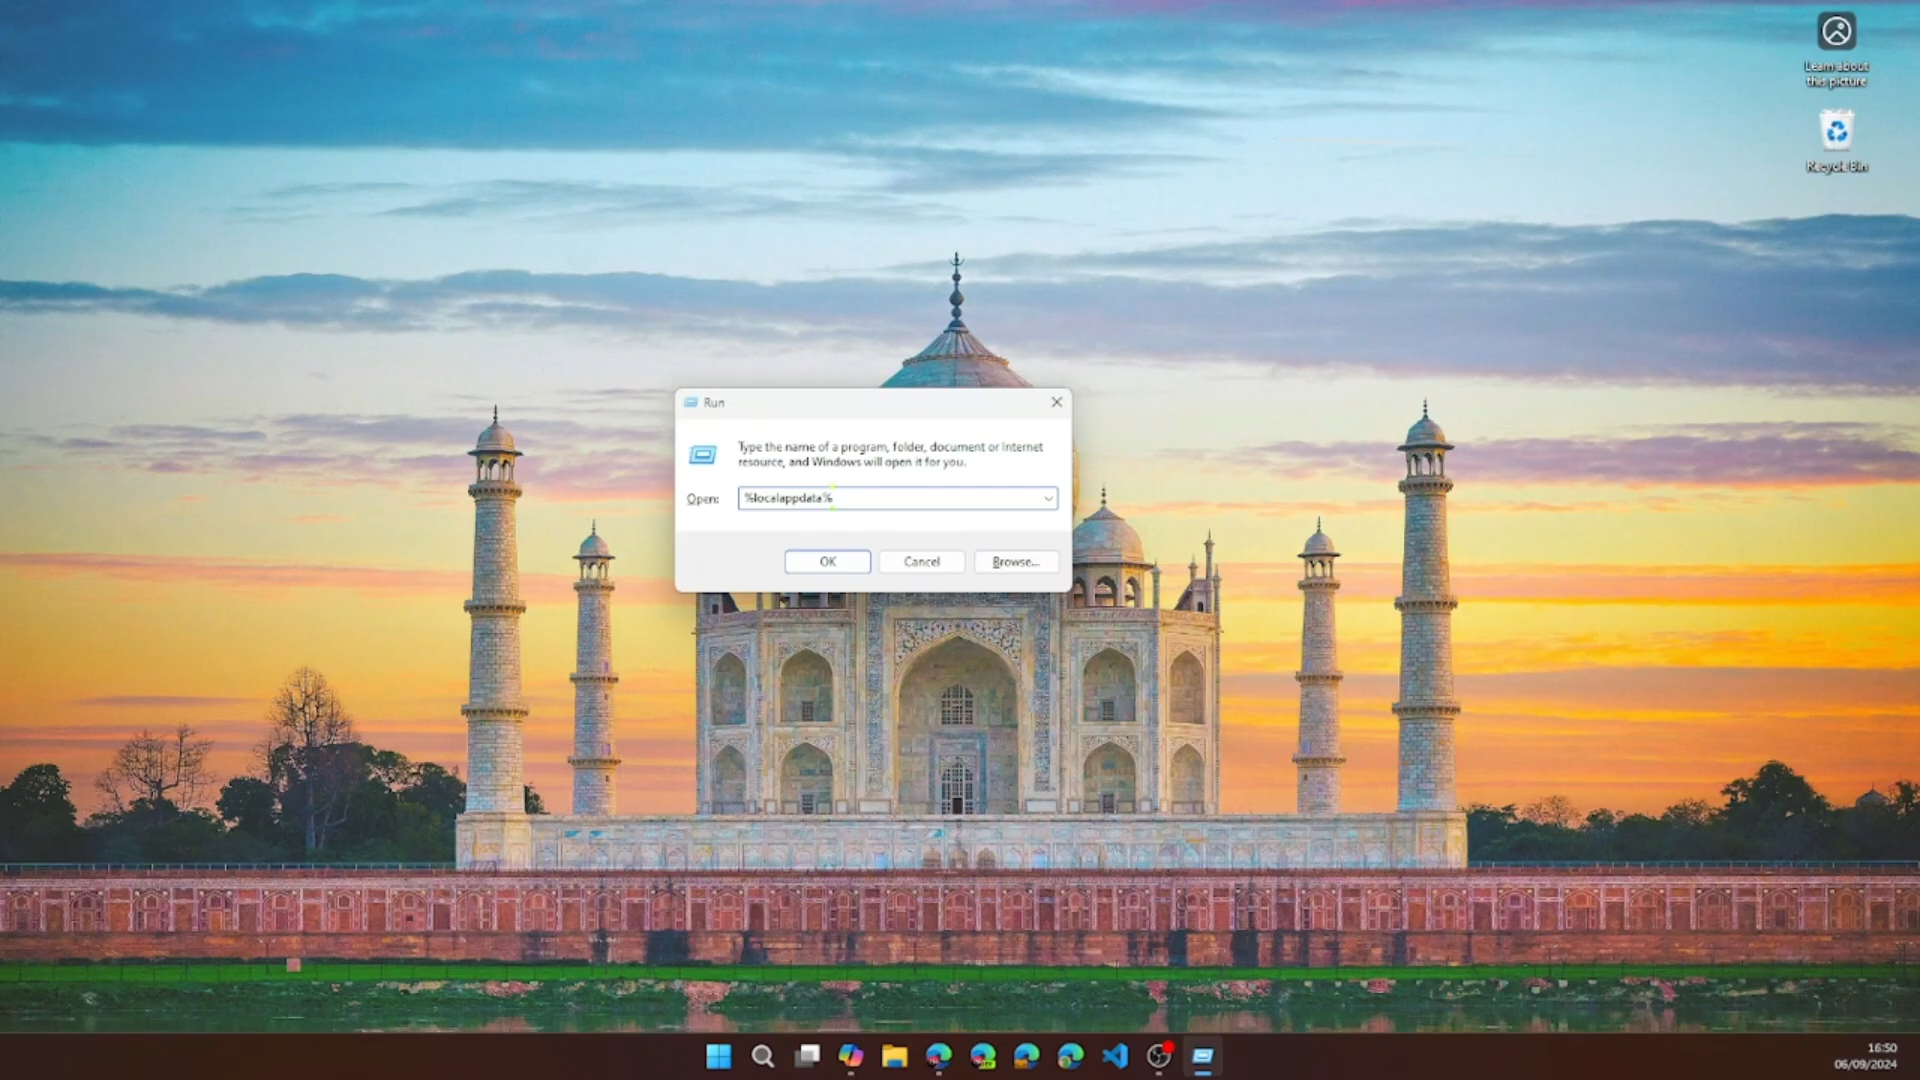 Learn about
this picture
Recycle Bin
Run
Type the name of a program, folder, document or Internet
resource, and Windows will open it for you.
Open:
%localappdata%
OK
Cancel
Browse...
16:50
06/09/2024